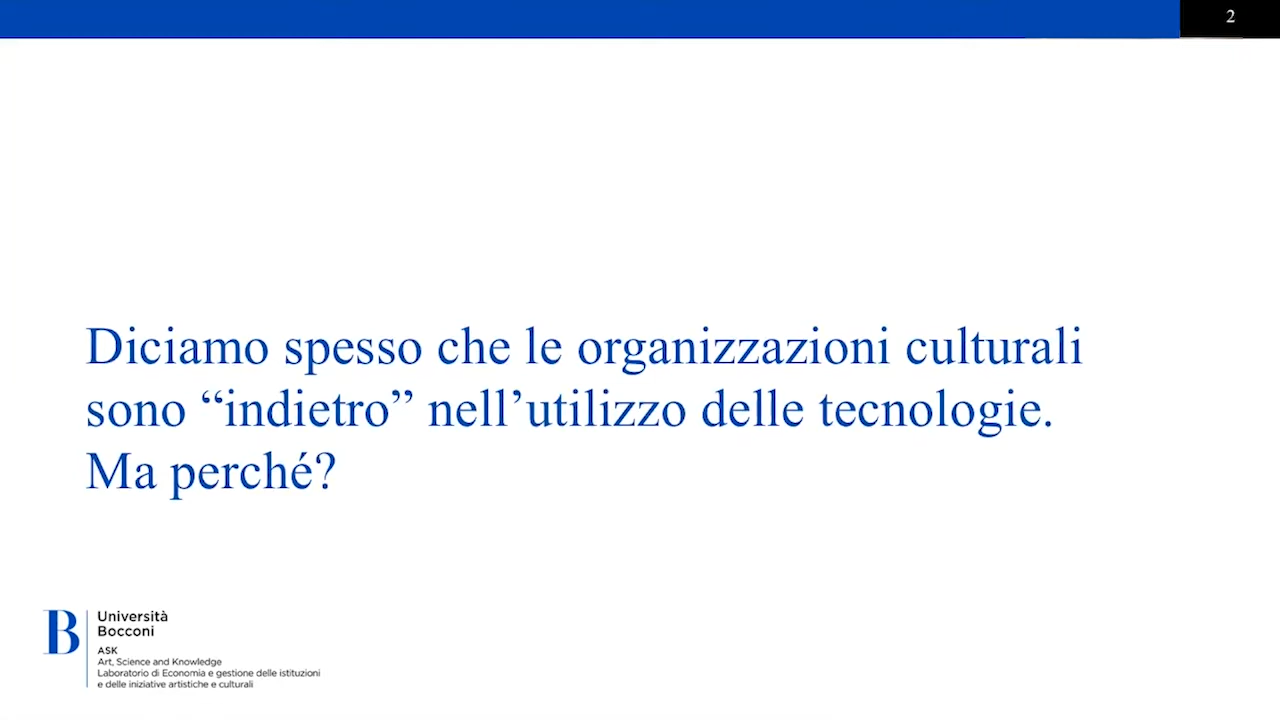 2
Diciamo spesso che le organizzazioni culturali
sono “indietro” nell’utilizzo delle tecnologie.
Ma perché?
B
Università
Bocconi
ASK
Art, Science and Knowledge
Laboratorio di Economia e gestione delle istituzioni
e delle iniziative artistiche e culturali